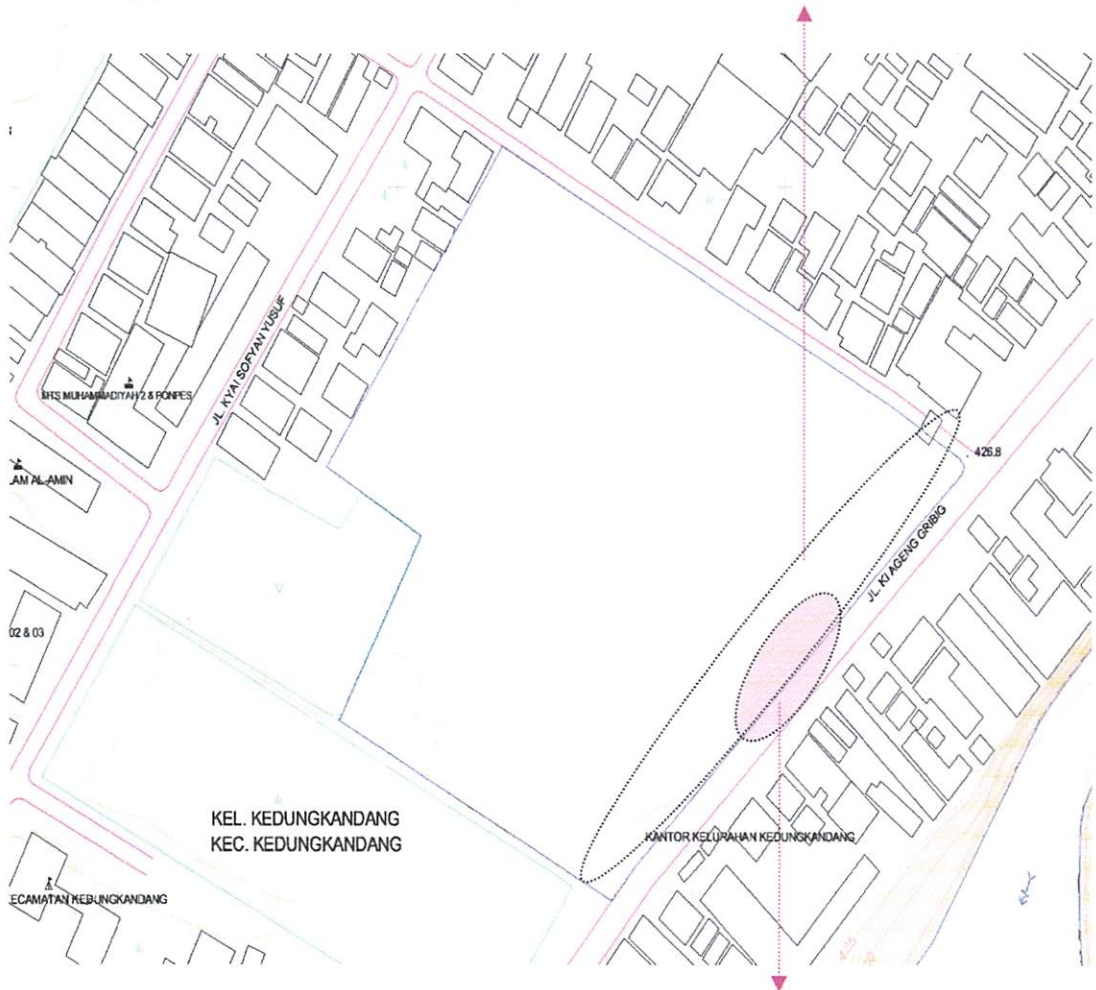 JL. KYAI SOFYAN YUSUF
MTS MUHAMMADIYAH 2 & PONPES
LAM AL-AMIN
426.8
JL. KI AGENG GRIBIG
02 & 03
KEL. KEDUNGKANDANG
KEC. KEDUNGKANDANG
KANTOR KELURAHAN KEDUNGKANDANG
ECAMATAN KEDUNGKANDANG